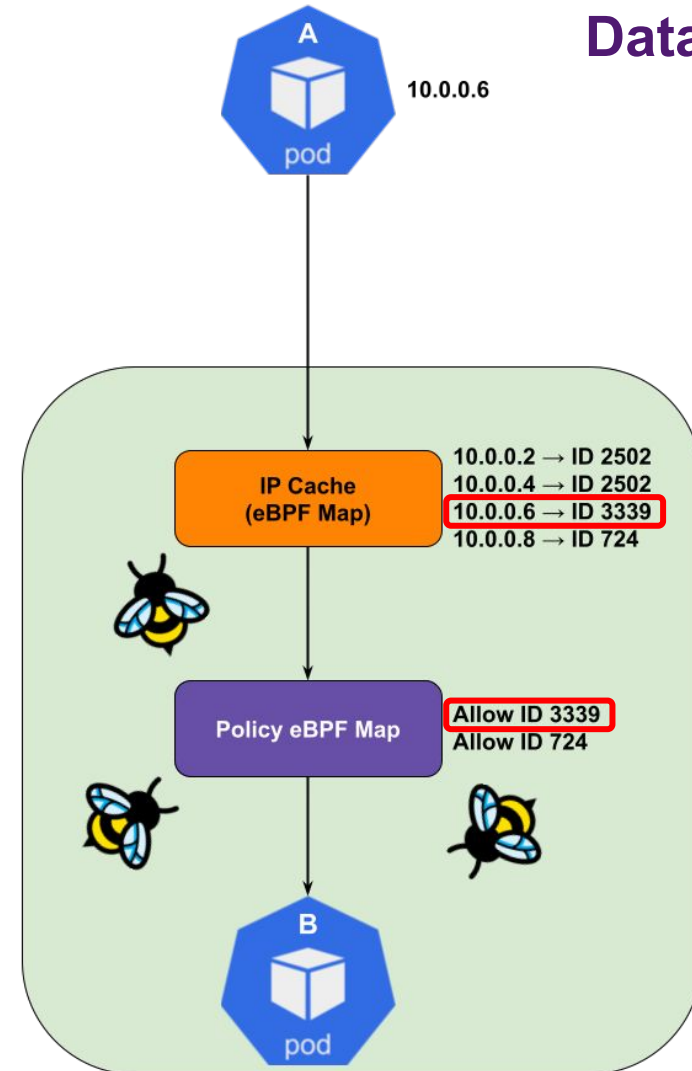 Data
A
10.0.0.6
pod
IP Cache
(eBPF Map)
10.0.0.2 → ID 2502
10.0.0.4 → ID 2502
10.0.0.6 → ID 3339
10.0.0.8 → ID 724
Policy eBPF Map
Allow ID 3339
Allow ID 724
B
pod